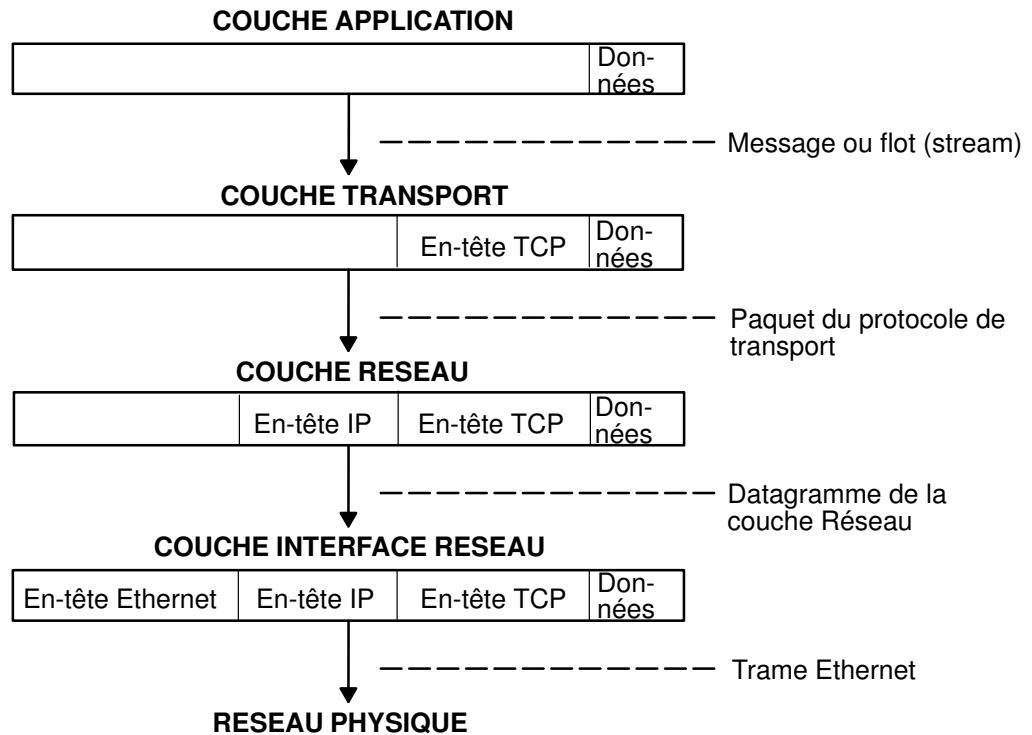 COUCHE APPLICATION
Don-
nées
Message ou flot (stream)
COUCHE TRANSPORT
En-tête TCP
Don-
nées
Paquet du protocole de
transport
COUCHE RESEAU
En-tête IP
En-tête TCP
Don-
nées
Datagramme de la
couche Réseau
COUCHE INTERFACE RESEAU
En-tête Ethernet
En-tête IP
En-tête TCP
Don-
nées
Trame Ethernet
RESEAU PHYSIQUE